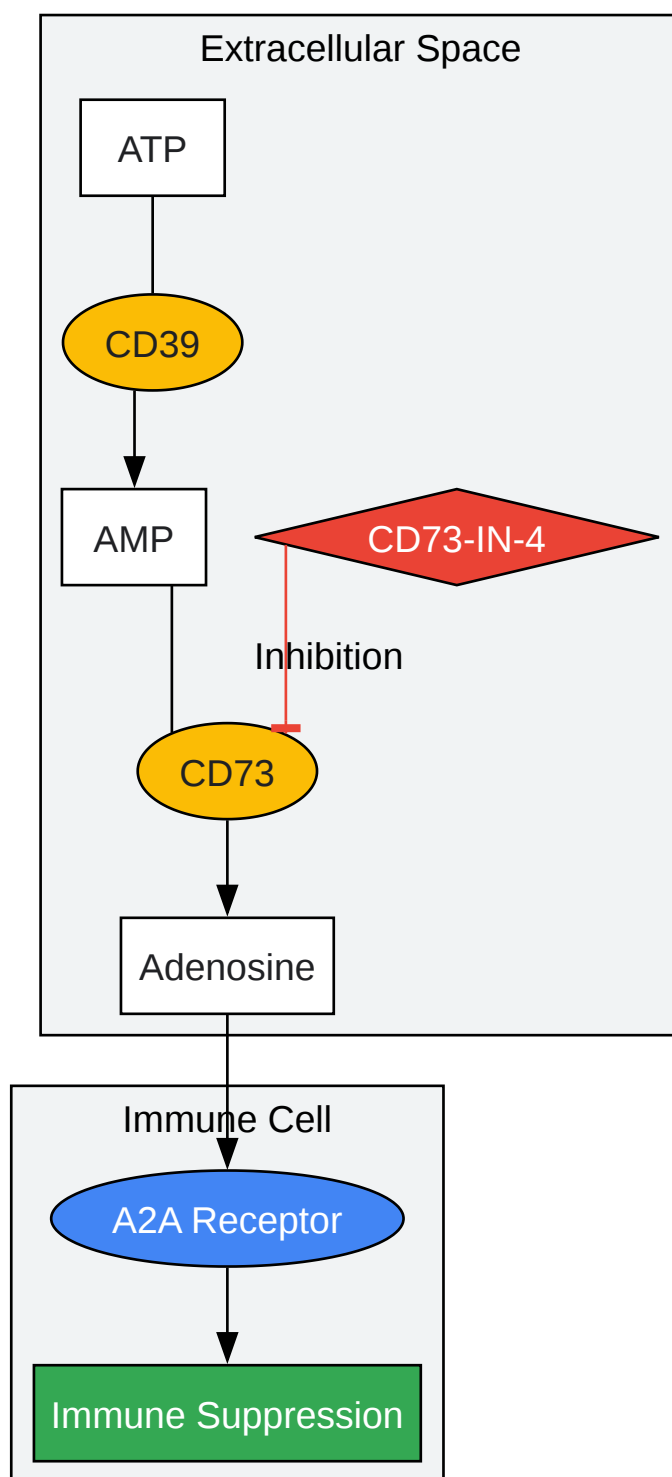 Extracellular Space
ATP
CD39
AMP
CD73-IN-4
Inhibition
CD73
Adenosine
Immune Cell
A2A Receptor
Immune Suppression